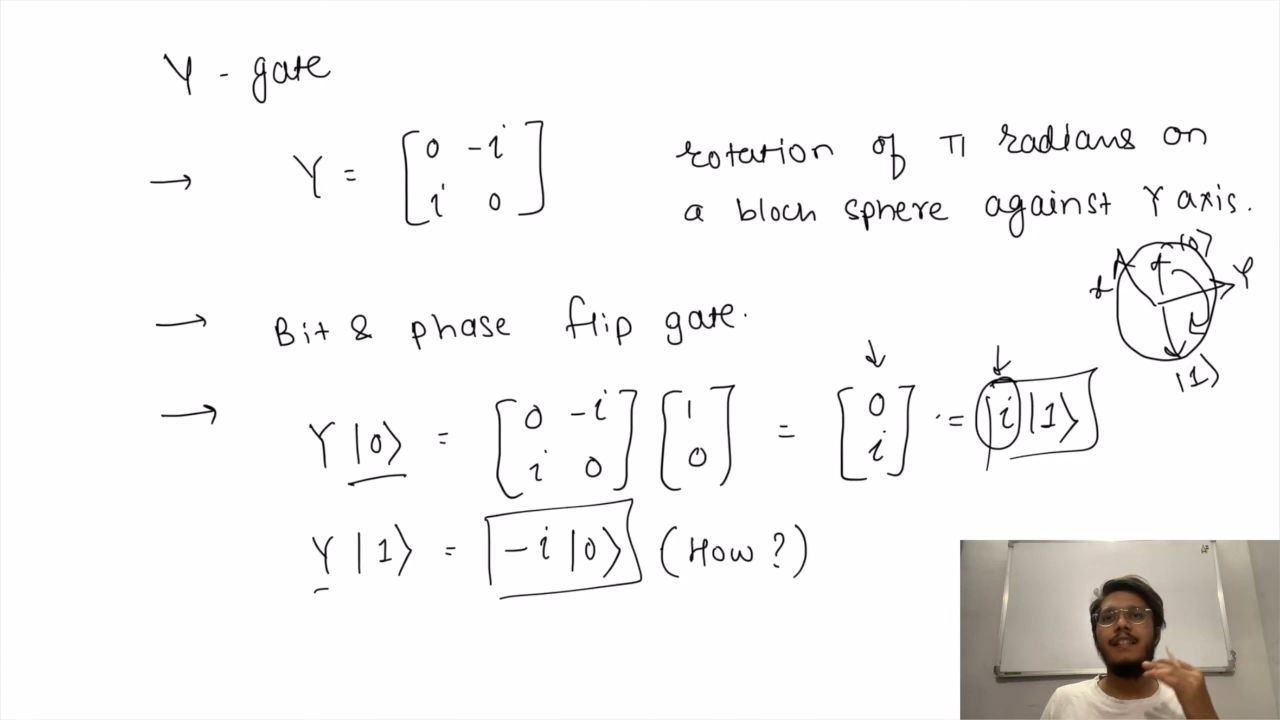 Y - gate
→ Y = [0 -i
i 0]
rotation of π radians on
a bloch sphere against Y axis.
|0>
Y
|1>
→ Bit & phase flip gate.
→ Y|0> = [0 -i
i 0] [1
0] = [0
i] = i|1>
Y|1> = -i|0> (How?)